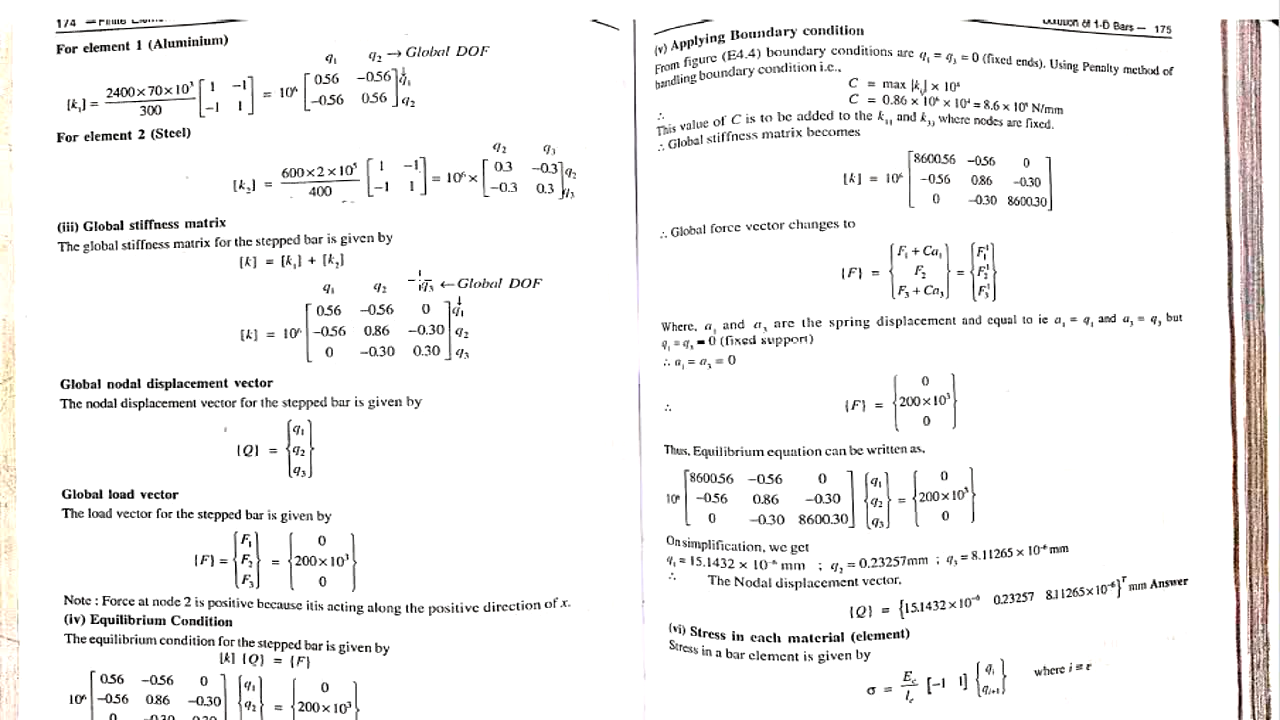 174 — Finite
For element 1 (Aluminium)
q₁ q₂ → Global DOF
[k₁] = 2400 × 70 × 10³ / 300 [1 −1; −1 1] = 10⁶ [0.56 −0.56; −0.56 0.56] q₁ q₂
For element 2 (Steel)
q₂ q₃
[k₂] = 600 × 2 × 10⁵ / 400 [1 −1; −1 1] = 10⁶ × [0.3 −0.3; −0.3 0.3] q₂ q₃
(iii) Global stiffness matrix
The global stiffness matrix for the stepped bar is given by
[k] = [k₁] + [k₂]
q₁ q₂ q₃ ← Global DOF
[k] = 10⁶ [0.56 −0.56 0; −0.56 0.86 −0.30; 0 −0.30 0.30] q₁ q₂ q₃
Global nodal displacement vector
The nodal displacement vector for the stepped bar is given by
{Q} = {q₁ q₂ q₃}
Global load vector
The load vector for the stepped bar is given by
{F} = {F₁ F₂ F₃} = {0 200×10³ 0}
Note : Force at node 2 is positive because itis acting along the positive direction of x.
(iv) Equilibrium Condition
The equilibrium condition for the stepped bar is given by
[k] {Q} = {F}
10⁶ [0.56 −0.56 0; −0.56 0.86 −0.30; 0 −0.30 0.30] {q₁ q₂ = {0 200×10³
of 1-D Bars — 175
(v) Applying Boundary condition
From figure (E4.4) boundary conditions are q₁ = q₃ = 0 (fixed ends). Using Penalty method of
handling boundary condition i.e.,
C = max |kᵢⱼ| × 10⁴
∴ C = 0.86 × 10⁶ × 10⁴ = 8.6 × 10⁹ N/mm
This value of C is to be added to the k₁₁ and k₃₃ where nodes are fixed.
∴ Global stiffness matrix becomes
[k] = 10⁶ [8600.56 −0.56 0; −0.56 0.86 −0.30; 0 −0.30 8600.30]
∴ Global force vector changes to
{F} = {F₁ + Ca₁ F₂ F₃ + Ca₃} = {F₁¹ F₂¹ F₃¹}
Where, a₁ and a₃ are the spring displacement and equal to ie a₁ = q₁ and a₃ = q₃ but
q₁ = q₃ = 0 (fixed support)
∴ a₁ = a₃ = 0
∴ {F} = {0 200×10³ 0}
Thus, Equilibrium equation can be written as,
10⁶ [8600.56 −0.56 0; −0.56 0.86 −0.30; 0 −0.30 8600.30] {q₁ q₂ q₃} = {0 200×10³ 0}
On simplification, we get
q₁ = 15.1432 × 10⁻⁶ mm ; q₂ = 0.23257mm ; q₃ = 8.11265 × 10⁻⁶ mm
∴ The Nodal displacement vector,
{Q} = {15.1432×10⁻⁶ 0.23257 8.11265×10⁻⁶}ᵀ mm Answer
(vi) Stress in each material (element)
Stress in a bar element is given by
σ = Eₑ / lₑ [−1 1] {qᵢ qᵢ₊₁} where i = e